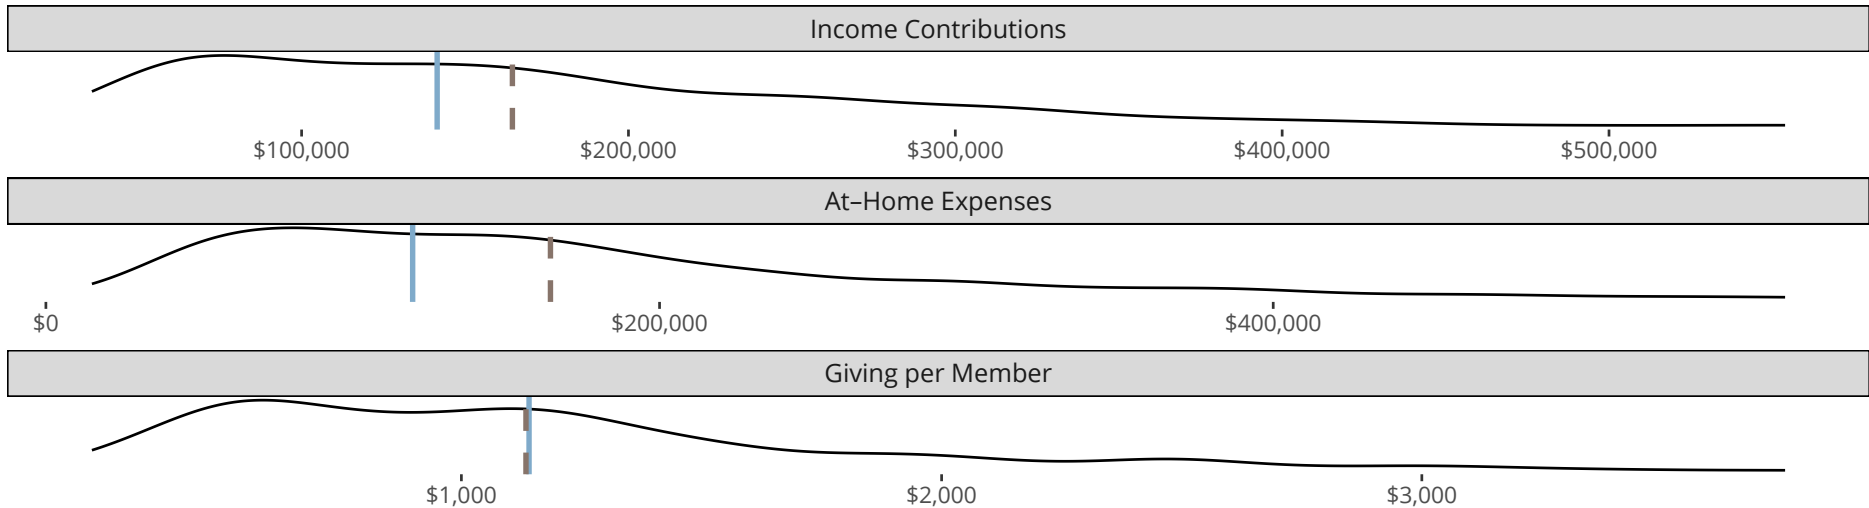 Income Contributions
$100,000 $200,000 $300,000 $400,000 $500,000
At–Home Expenses
$0 $200,000 $400,000
Giving per Member
$1,000 $2,000 $3,000